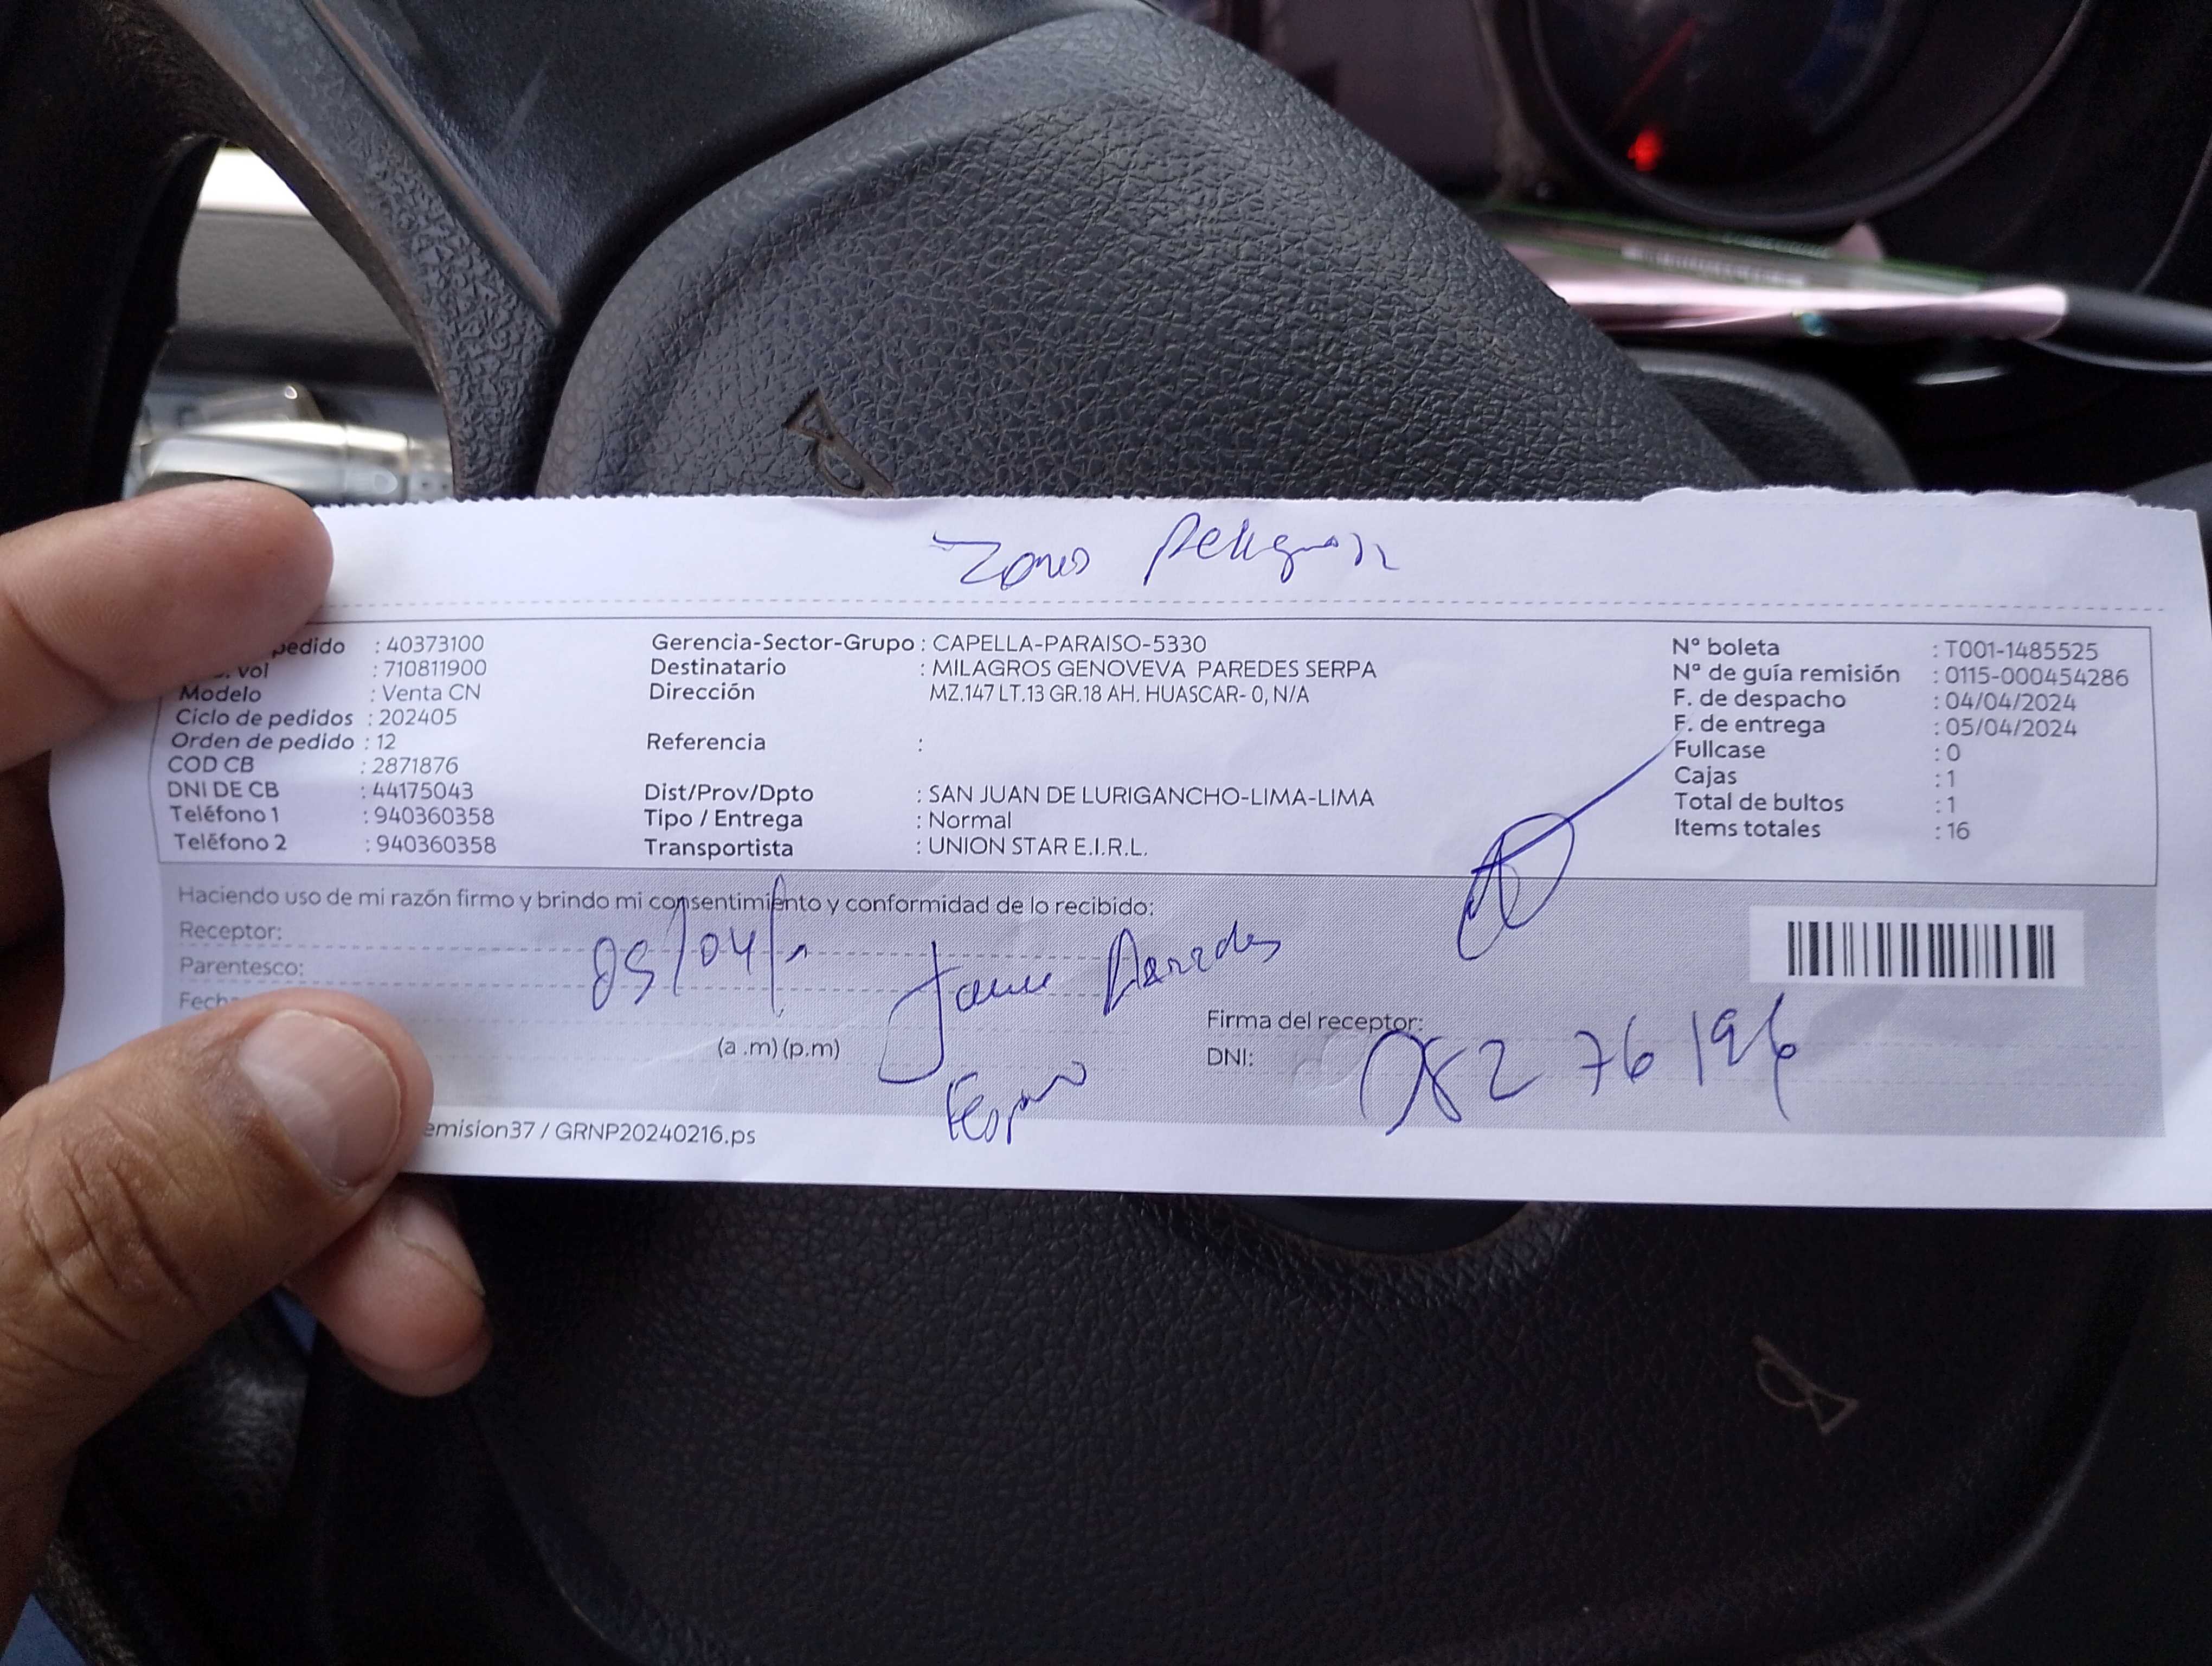 Zona Peligrosa
pedido : 40373100
vol : 710811900
Modelo : Venta CN
Ciclo de pedidos : 202405
Orden de pedido : 12
COD CB : 2871876
DNI DE CB : 44175043
Teléfono 1 : 940360358
Teléfono 2 : 940360358
Gerencia-Sector-Grupo : CAPELLA-PARAISO-5330
Destinatario : MILAGROS GENOVEVA PAREDES SERPA
Dirección MZ.147 LT.13 GR.18 AH. HUASCAR- 0, N/A
Referencia :
Dist/Prov/Dpto : SAN JUAN DE LURIGANCHO-LIMA-LIMA
Tipo / Entrega : Normal
Transportista : UNION STAR E.I.R.L.
Nº boleta : T001-1485525
Nº de guía remisión : 0115-000454286
F. de despacho : 04/04/2024
F. de entrega : 05/04/2024
Fullcase : 0
Cajas : 1
Total de bultos : 1
Items totales : 16
Haciendo uso de mi razón firmo y brindo mi consentimiento y conformidad de lo recibido:
Receptor:
Parentesco:
Fecha
05/04/
Paredes
(a .m) (p.m)
Firma del receptor:
DNI: 08276196
emision37 / GRNP20240216.ps